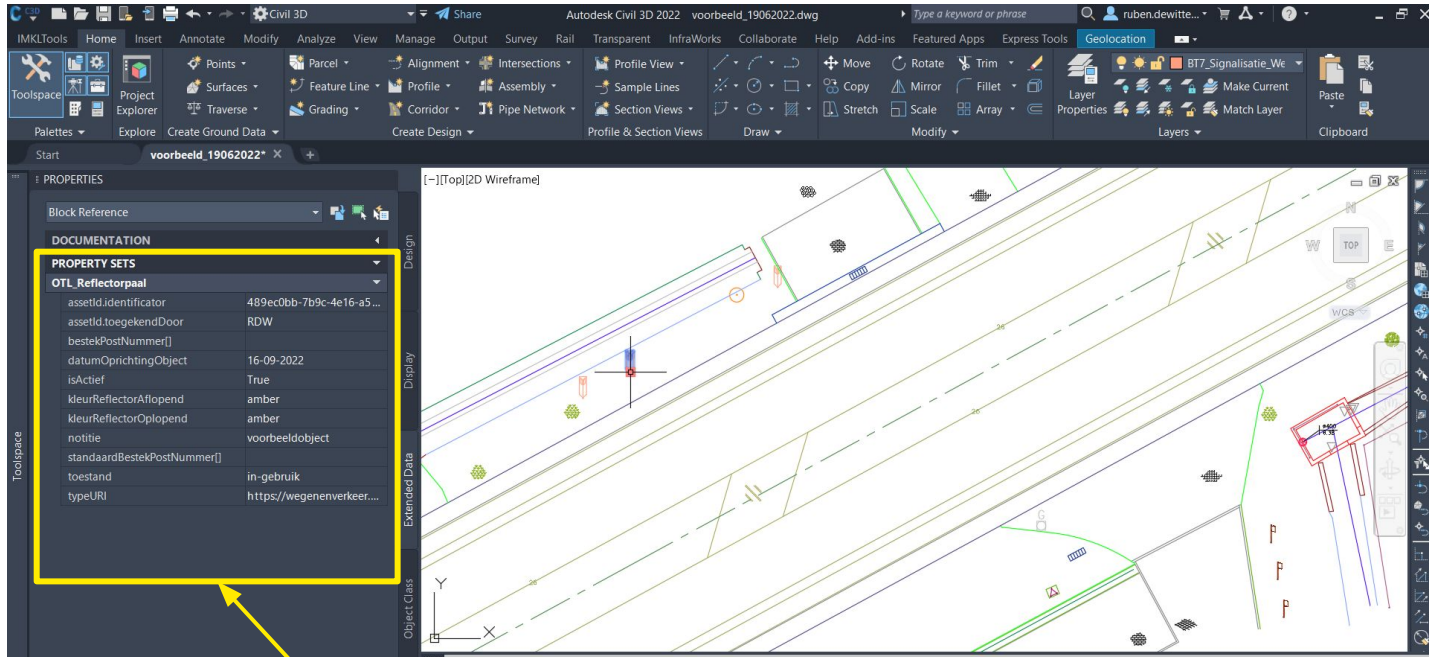 C3D Civil 3D Share Autodesk Civil 3D 2022 voorbeeld_19062022.dwg Type a keyword or phrase ruben.dewitte...
IMKLTools Home Insert Annotate Modify Analyze View Manage Output Survey Rail Transparent InfraWorks Collaborate Help Add-ins Featured Apps Express Tools Geolocation
Points Parcel Alignment Intersections Profile View Move Rotate Trim BT7_Signalisatie_We
Toolspace Project Explorer Surfaces Feature Line Profile Assembly Sample Lines Copy Mirror Fillet Layer Properties Make Current Paste
Traverse Grading Corridor Pipe Network Section Views Stretch Scale Array Match Layer
Palettes Explore Create Ground Data Create Design Profile & Section Views Draw Modify Layers Clipboard
Start voorbeeld_19062022* +
PROPERTIES
[−][Top][2D Wireframe]
Block Reference
DOCUMENTATION
PROPERTY SETS
OTL_Reflectorpaal
assetId.identificator 489ec0bb-7b9c-4e16-a5...
assetId.toegekendDoor RDW
bestekPostNummer[]
datumOprichtingObject 16-09-2022
isActief True
kleurReflectorAflopend amber
kleurReflectorOplopend amber
notitie voorbeeldobject
standaardBestekPostNummer[]
toestand in-gebruik
typeURI https://wegenenverkeer....
Design
Display
Extended Data
Object Class
Toolspace
N
W TOP E
S
WCS
26
26
G
Y
X